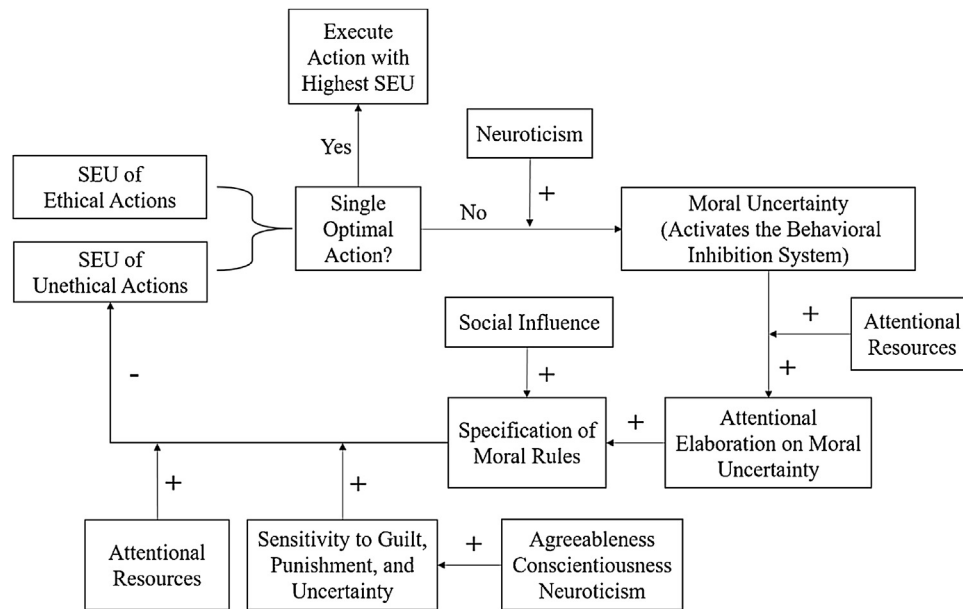 Execute
Action with
Highest SEU
Yes
Neuroticism
+
SEU of
Ethical Actions
Single
Optimal
Action?
No
Moral Uncertainty
(Activates the Behavioral
Inhibition System)
SEU of
Unethical Actions
Social Influence
+
+
Attentional
Resources
+
-
Specification of
Moral Rules
+
Attentional
Elaboration on Moral
Uncertainty
+
+
Attentional
Resources
Sensitivity to Guilt,
Punishment, and
Uncertainty
+
Agreeableness
Conscientiousness
Neuroticism